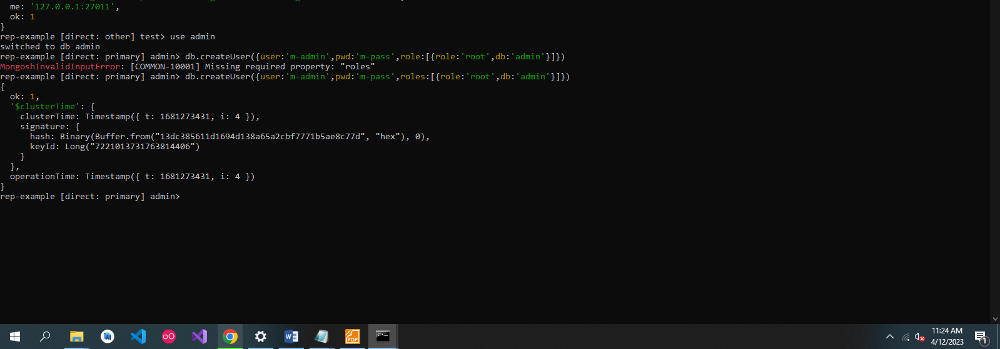 me: '127.0.0.1:27011',
ok: 1
}
rep-example [direct: other] test> use admin
switched to db admin
rep-example [direct: primary] admin> db.createUser({user:'m-admin',pwd:'m-pass',role:[{role:'root',db:'admin'}]})
MongoshInvalidInputError: [COMMON-10001] Missing required property: "roles"
rep-example [direct: primary] admin> db.createUser({user:'m-admin',pwd:'m-pass',roles:[{role:'root',db:'admin'}]})
{
ok: 1,
'$clusterTime': {
clusterTime: Timestamp({ t: 1681273431, i: 4 }),
signature: {
hash: Binary(Buffer.from("13dc385611d1694d138a65a2cbf7771b5ae8c77d", "hex"), 0),
keyId: Long("7221013731763814406")
}
},
operationTime: Timestamp({ t: 1681273431, i: 4 })
}
rep-example [direct: primary] admin>
PDF
11:24 AM
4/12/2023
1